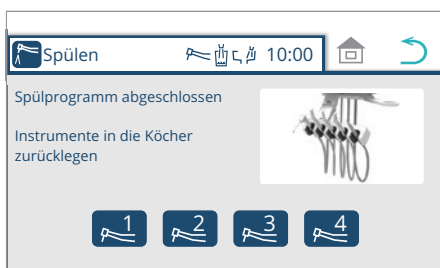 Spülen 10:00
Spülprogramm abgeschlossen
Instrumente in die Köcher
zurücklegen
1 2 3 4